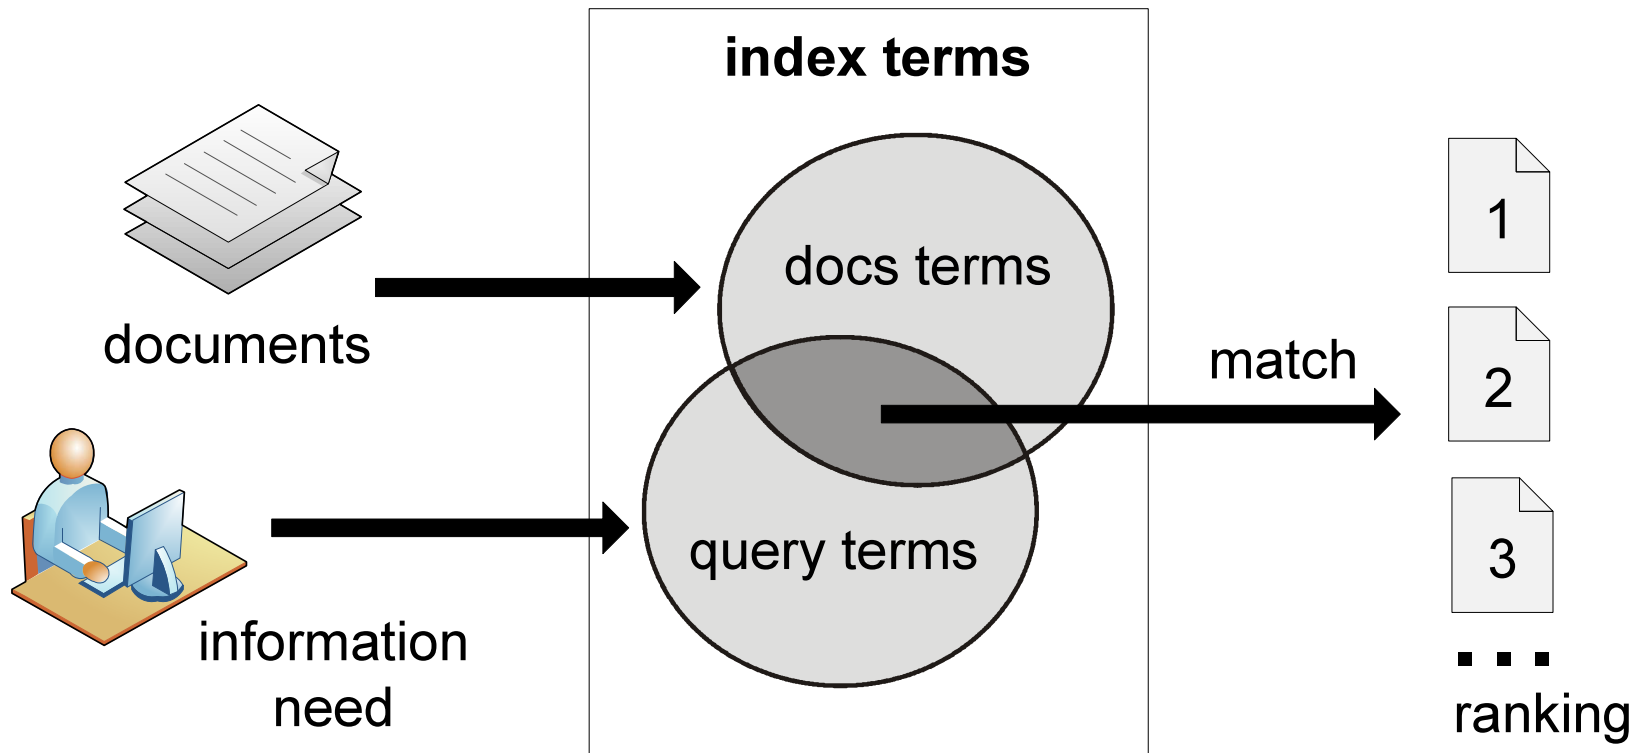 index terms
docs terms
documents
match
query terms
information
need
1
2
3
...
ranking